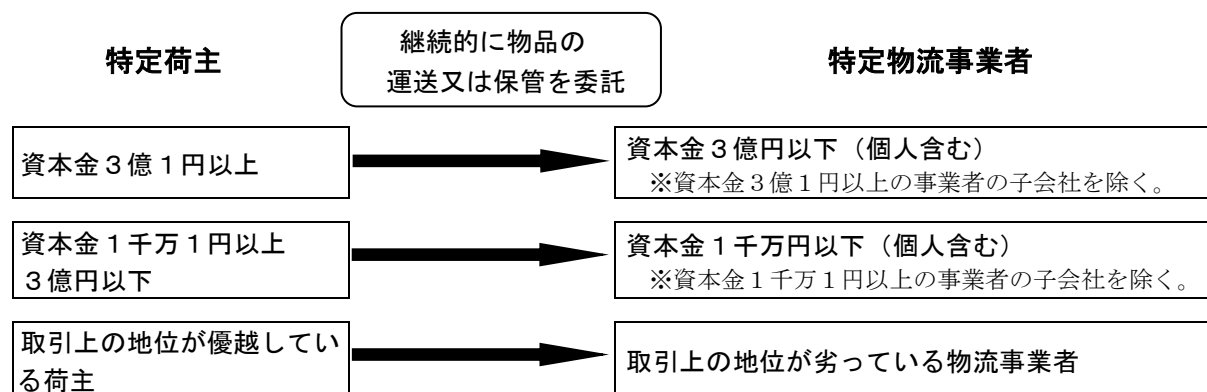 特定荷主
継続的に物品の
運送又は保管を委託
特定物流事業者
資本金３億１円以上
資本金３億円以下（個人含む）
※資本金３億１円以上の事業者の子会社を除く。
資本金１千万１円以上
３億円以下
資本金１千万円以下（個人含む）
※資本金１千万１円以上の事業者の子会社を除く。
取引上の地位が優越してい
る荷主
取引上の地位が劣っている物流事業者